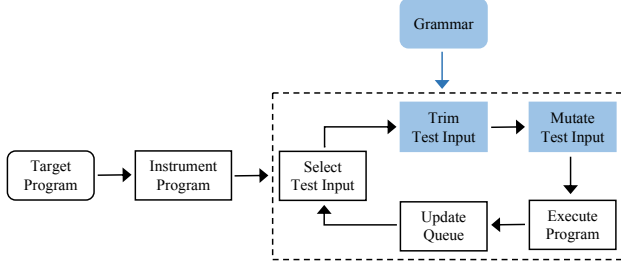 Grammar
Trim
Test Input
Mutate
Test Input
Target
Program
Instrument
Program
Select
Test Input
Update
Queue
Execute
Program